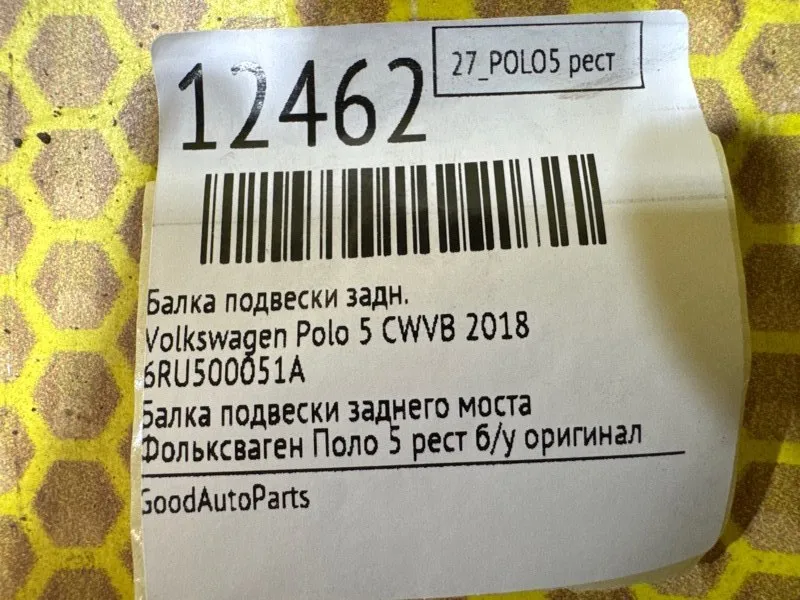 12462
27_POLO5 рест
Балка подвески задн.
Volkswagen Polo 5 CWVB 2018
6RU500051A
Балка подвески заднего моста
Фольксваген Поло 5 рест б/у оригинал
GoodAutoParts